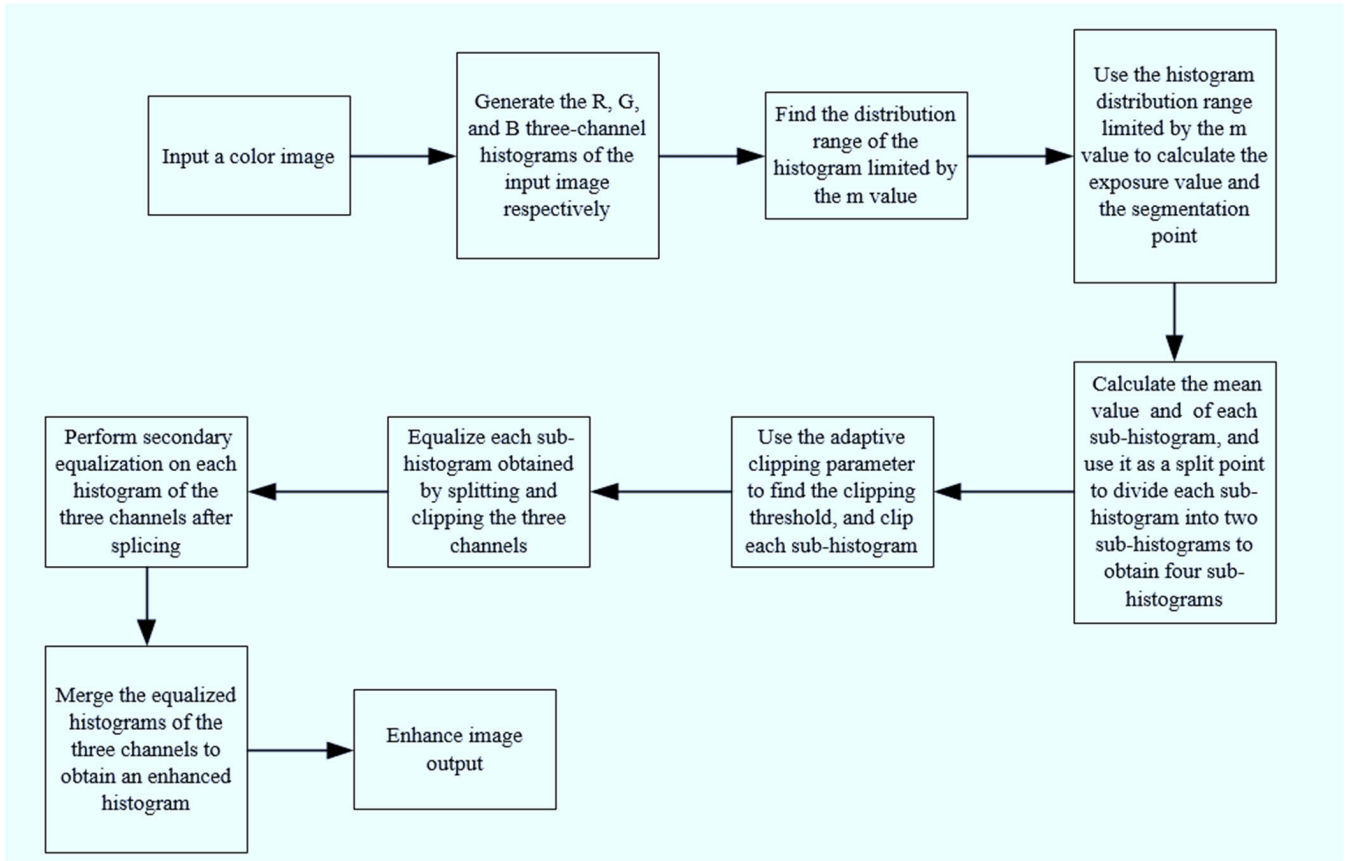 Input a color image
Generate the R, G,
and B three-channel
histograms of the
input image
respectively
Find the distribution
range of the
histogram limited by
the m value
Use the histogram
distribution range
limited by the m
value to calculate the
exposure value and
the segmentation
point
Calculate the mean
value and of each
sub-histogram, and
use it as a split point
to divide each sub-
histogram into two
sub-histograms to
obtain four sub-
histograms
Use the adaptive
clipping parameter
to find the clipping
threshold, and clip
each sub-histogram
Equalize each sub-
histogram obtained
by splitting and
clipping the three
channels
Perform secondary
equalization on each
histogram of the
three channels after
splicing
Merge the equalized
histograms of the
three channels to
obtain an enhanced
histogram
Enhance image
output